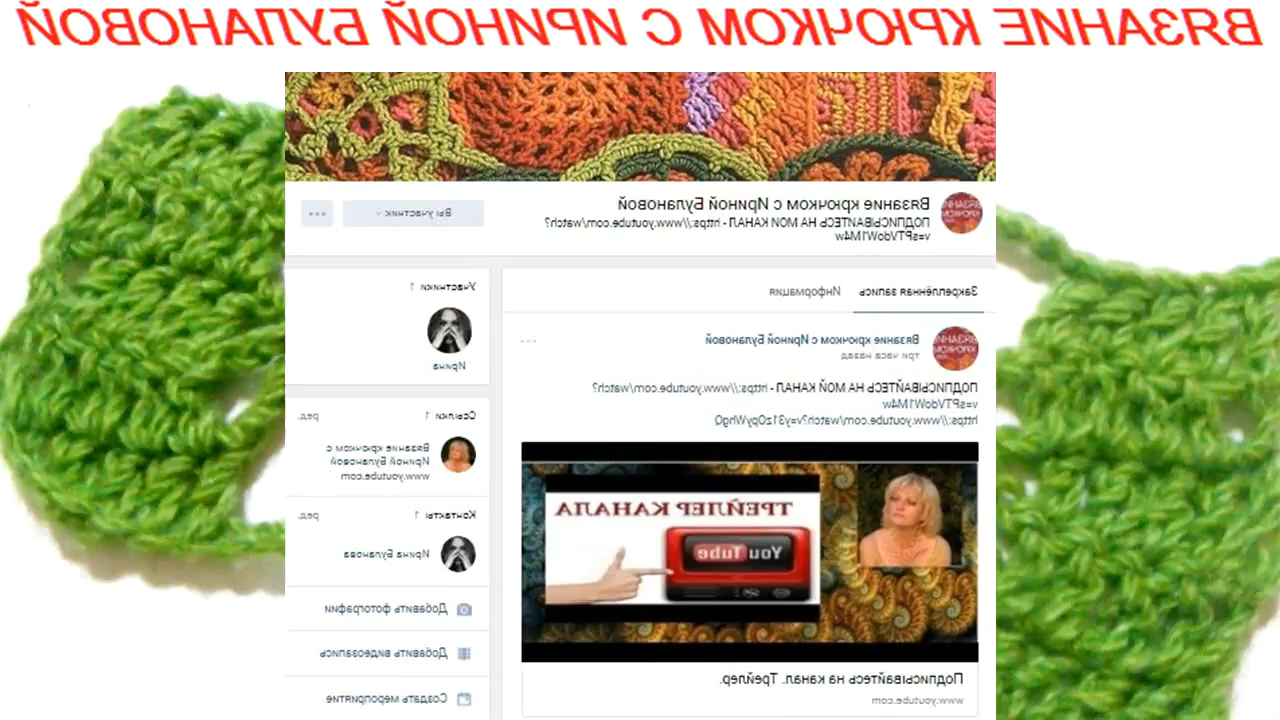 ВЯЗАНИЕ КРЮЧКОМ С ИРИНОЙ БУЛАНОВОЙ
Вязание крючком с Ириной Булановой
ПОДПИСЫВАЙТЕСЬ НА МОЙ КАНАЛ - https://www.youtube.com/watch?
v=sPTVdoW1M4w
Вы участник
Закреплённая запись
Информация
Вязание крючком с Ириной Булановой
три часа назад
ПОДПИСЫВАЙТЕСЬ НА МОЙ КАНАЛ - https://www.youtube.com/watch?
v=sPTVdoW1M4w
https://www.youtube.com/watch?v=y31zOpyWhgQ
ТРЕЙЛЕР КАНАЛА
YouTube
Подписывайтесь на канал. Трейлер.
www.youtube.com
Участники 1
Ирина
Ссылки 1 ред.
Вязание крючком с
Ириной Булановой
www.youtube.com
Контакты 1 ред.
Ирина Буланова
Добавить фотографии
Добавить видеозапись
Создать мероприятие